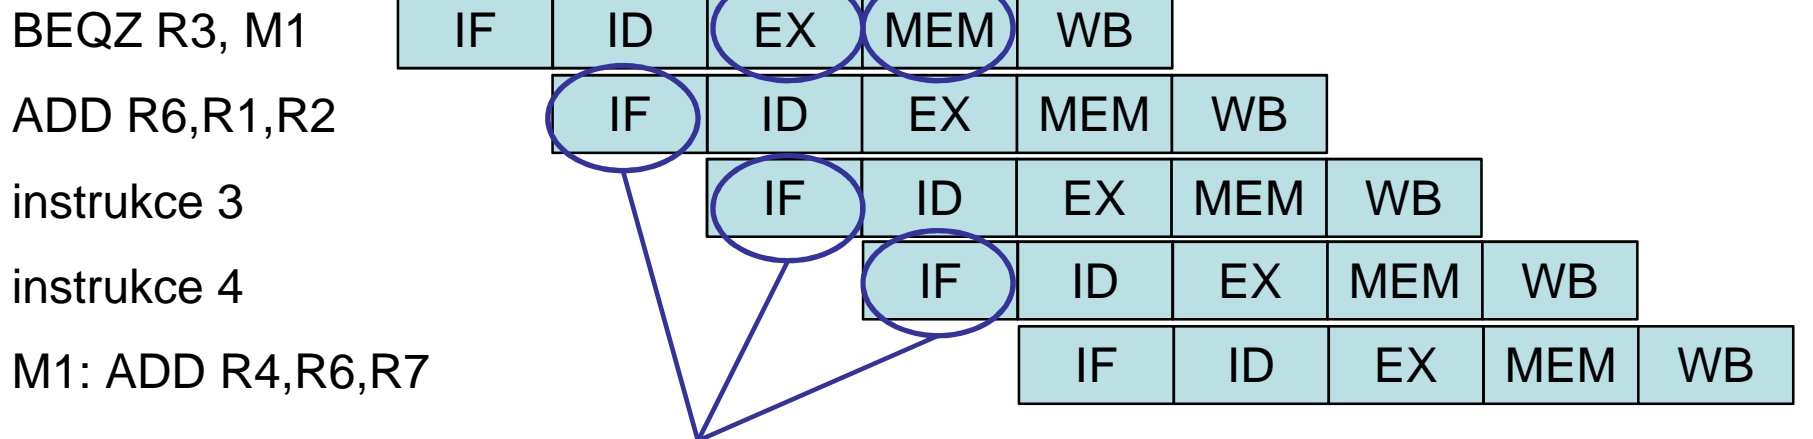 BEQZ R3, M1 IF ID EX MEM WB
ADD R6,R1,R2 IF ID EX MEM WB
instrukce 3 IF ID EX MEM WB
instrukce 4 IF ID EX MEM WB
M1: ADD R4,R6,R7 IF ID EX MEM WB